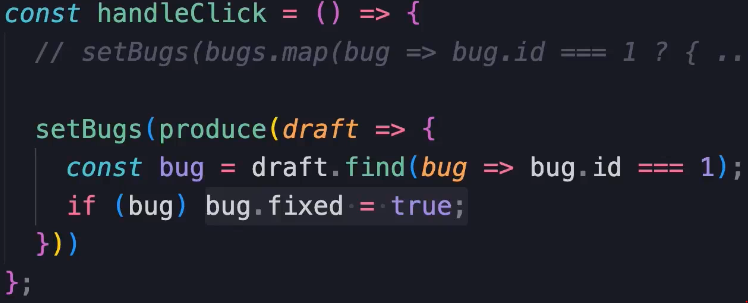 const handleClick = () => {
// setBugs(bugs.map(bug => bug.id === 1 ? { ..
setBugs(produce(draft => {
const bug = draft.find(bug => bug.id === 1);
if (bug) bug.fixed = true;
}))
};